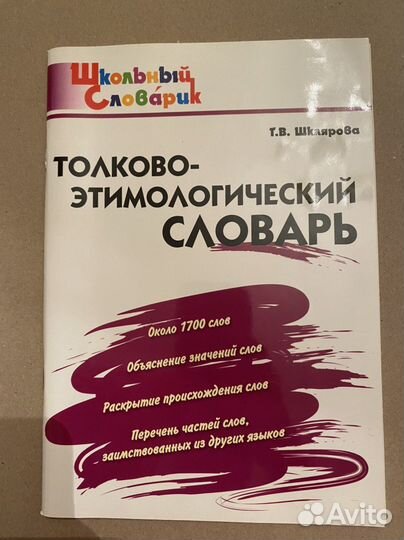 Школьный
Словáрик
Т.В. Шклярова
ТОЛКОВО-
ЭТИМОЛОГИЧЕСКИЙ
СЛОВАРЬ
Около 1700 слов
Объяснение значений слов
Раскрытие происхождения слов
Перечень частей слов,
заимствованных из других языков
Avito